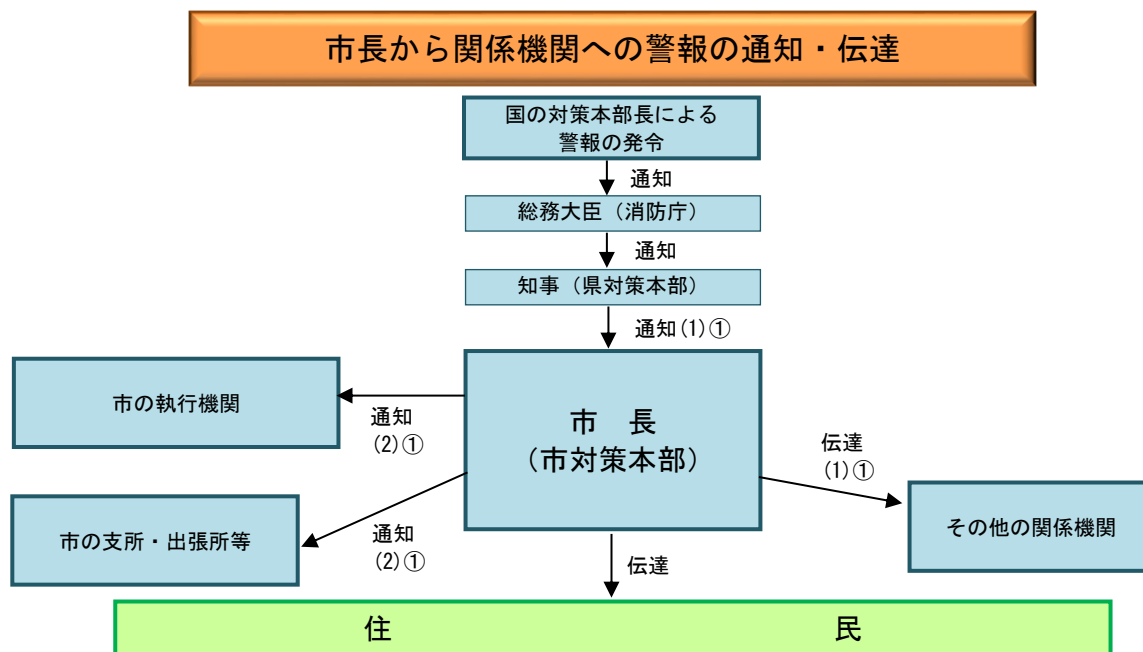 市長から関係機関への警報の通知・伝達
国の対策本部長による
警報の発令
通知
総務大臣（消防庁）
通知
知事（県対策本部）
通知(1)①
市の執行機関
通知
(2)①
市　長
（市対策本部）
伝達
(1)①
市の支所・出張所等
通知
(2)①
その他の関係機関
伝達
住　民